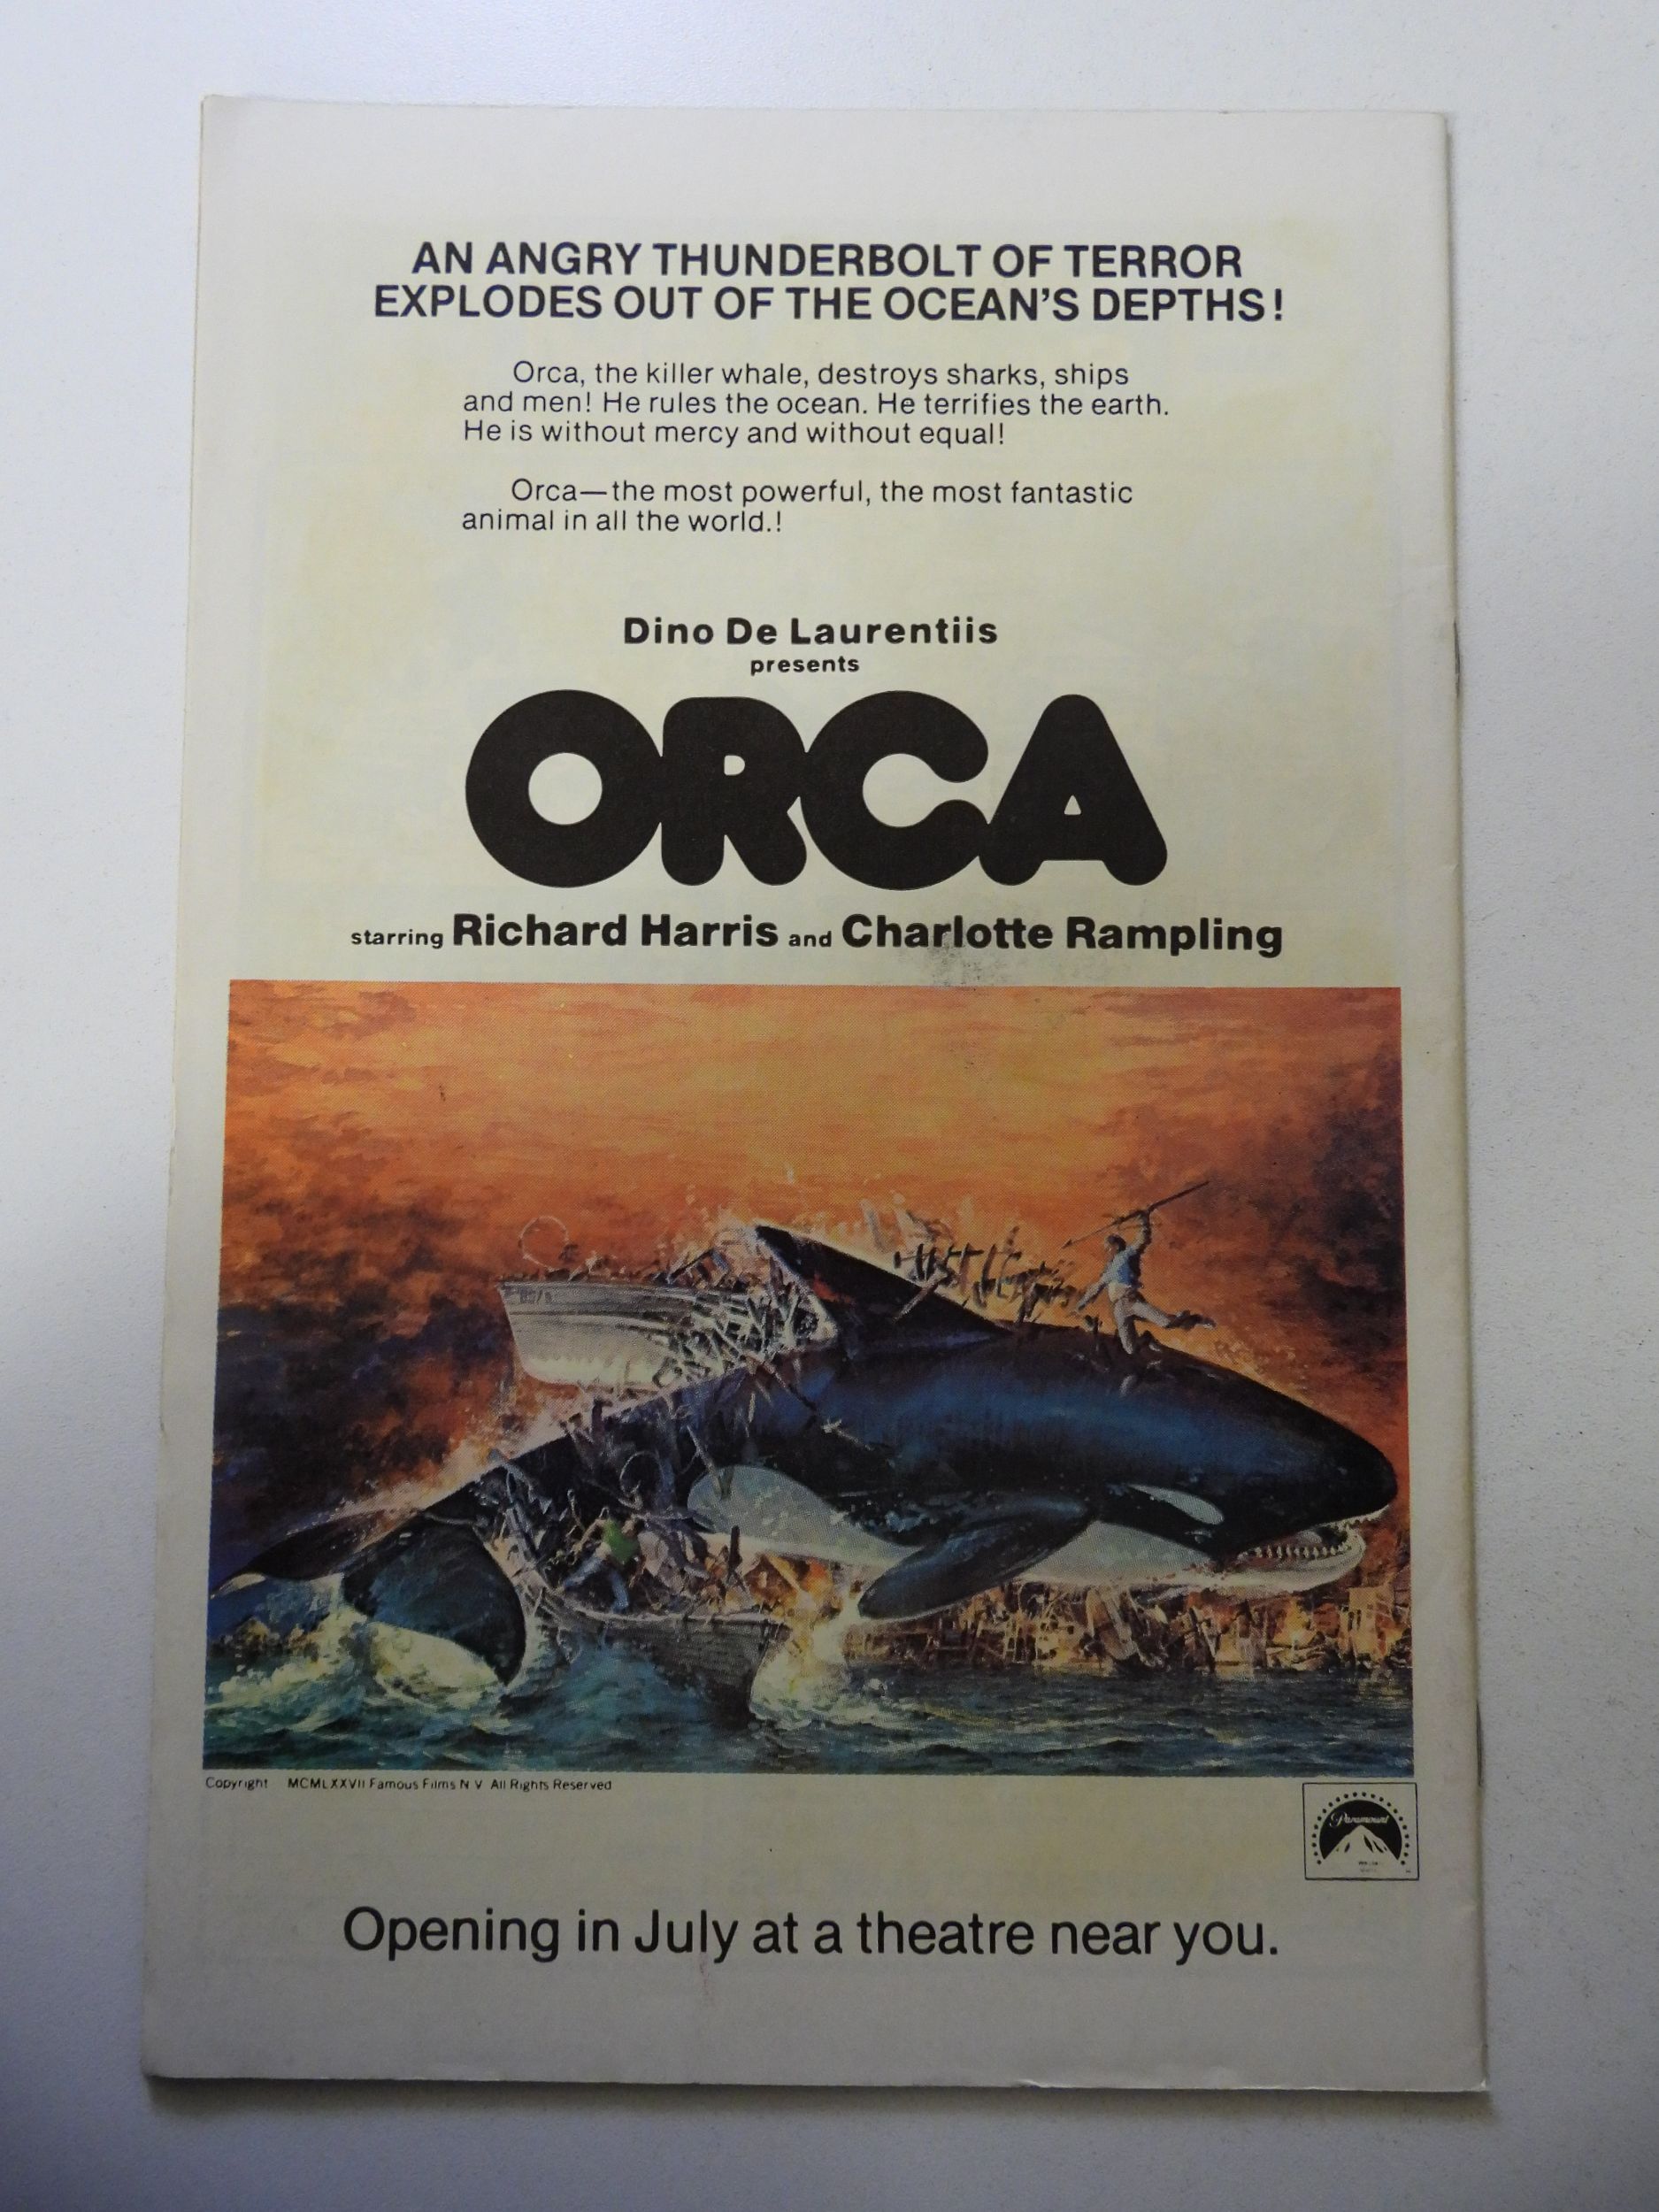 AN ANGRY THUNDERBOLT OF TERROR
EXPLODES OUT OF THE OCEAN'S DEPTHS!
Orca, the killer whale, destroys sharks, ships
and men! He rules the ocean. He terrifies the earth.
He is without mercy and without equal!
Orca—the most powerful, the most fantastic
animal in all the world.!
Dino De Laurentiis
presents
ORCA
starring Richard Harris and Charlotte Rampling
Copyright MCMLXXVII Famous Films N V All Rights Reserved
Paramount
Opening in July at a theatre near you.